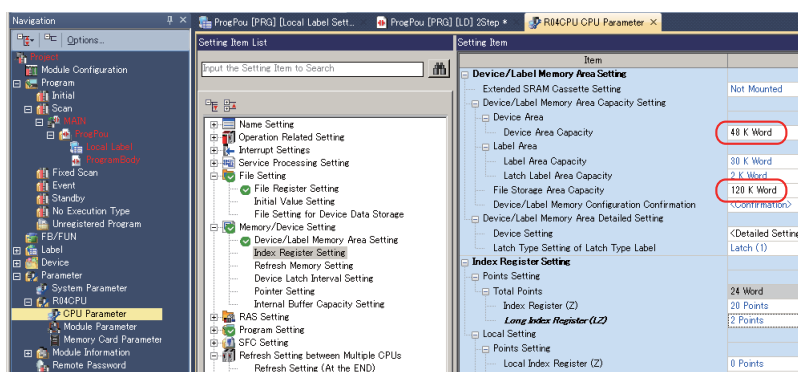 Navigation
Options...
Project
Module Configuration
Program
Initial
Scan
MAIN
ProgPou
Local Label
ProgramBody
Fixed Scan
Event
Standby
No Execution Type
Unregistered Program
FB/FUN
Label
Device
Parameter
System Parameter
R04CPU
CPU Parameter
Module Parameter
Memory Card Parameter
Module Information
Remote Password
ProgPou [PRG] [Local Label Sett...
ProgPou [PRG] [LD] 2Step *
R04CPU CPU Parameter
Setting Item List
Input the Setting Item to Search
Name Setting
Operation Related Setting
Interrupt Settings
Service Processing Setting
File Setting
File Register Setting
Initial Value Setting
File Setting for Device Data Storage
Memory/Device Setting
Device/Label Memory Area Setting
Index Register Setting
Refresh Memory Setting
Device Latch Interval Setting
Pointer Setting
Internal Buffer Capacity Setting
RAS Setting
Program Setting
SFC Setting
Refresh Setting between Multiple CPUs
Refresh Setting (At the END)
Setting Item
Item
Device/Label Memory Area Setting
Extended SRAM Cassette Setting Not Mounted
Device/Label Memory Area Capacity Setting
Device Area
Device Area Capacity 48 K Word
Label Area
Label Area Capacity 30 K Word
Latch Label Area Capacity 2 K Word
File Storage Area Capacity 120 K Word
Device/Label Memory Configuration Confirmation <Confirmation>
Device/Label Memory Area Detailed Setting
Device Setting <Detailed Setting
Latch Type Setting of Latch Type Label Latch (1)
Index Register Setting
Points Setting
Total Points 24 Word
Index Register (Z) 20 Points
Long Index Register (LZ) 2 Points
Local Setting
Points Setting
Local Index Register (Z) 0 Points